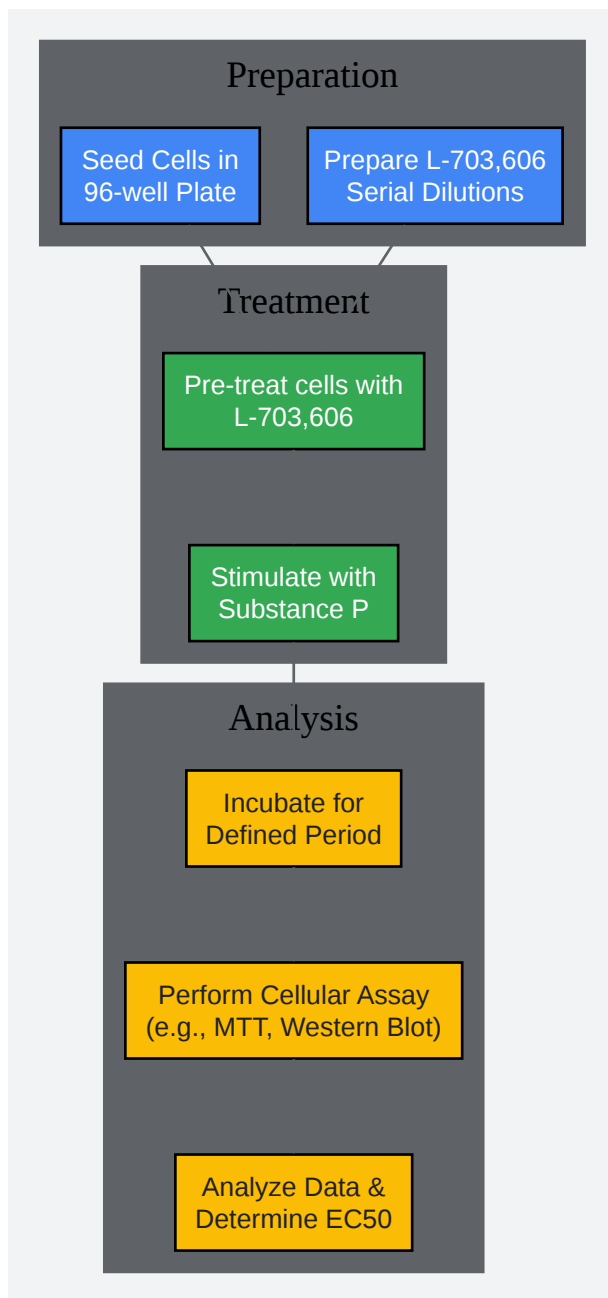 Preparation
Seed Cells in
96-well Plate
Prepare L-703,606
Serial Dilutions
Treatment
Pre-treat cells with
L-703,606
Stimulate with
Substance P
Analysis
Incubate for
Defined Period
Perform Cellular Assay
(e.g., MTT, Western Blot)
Analyze Data &
Determine EC50